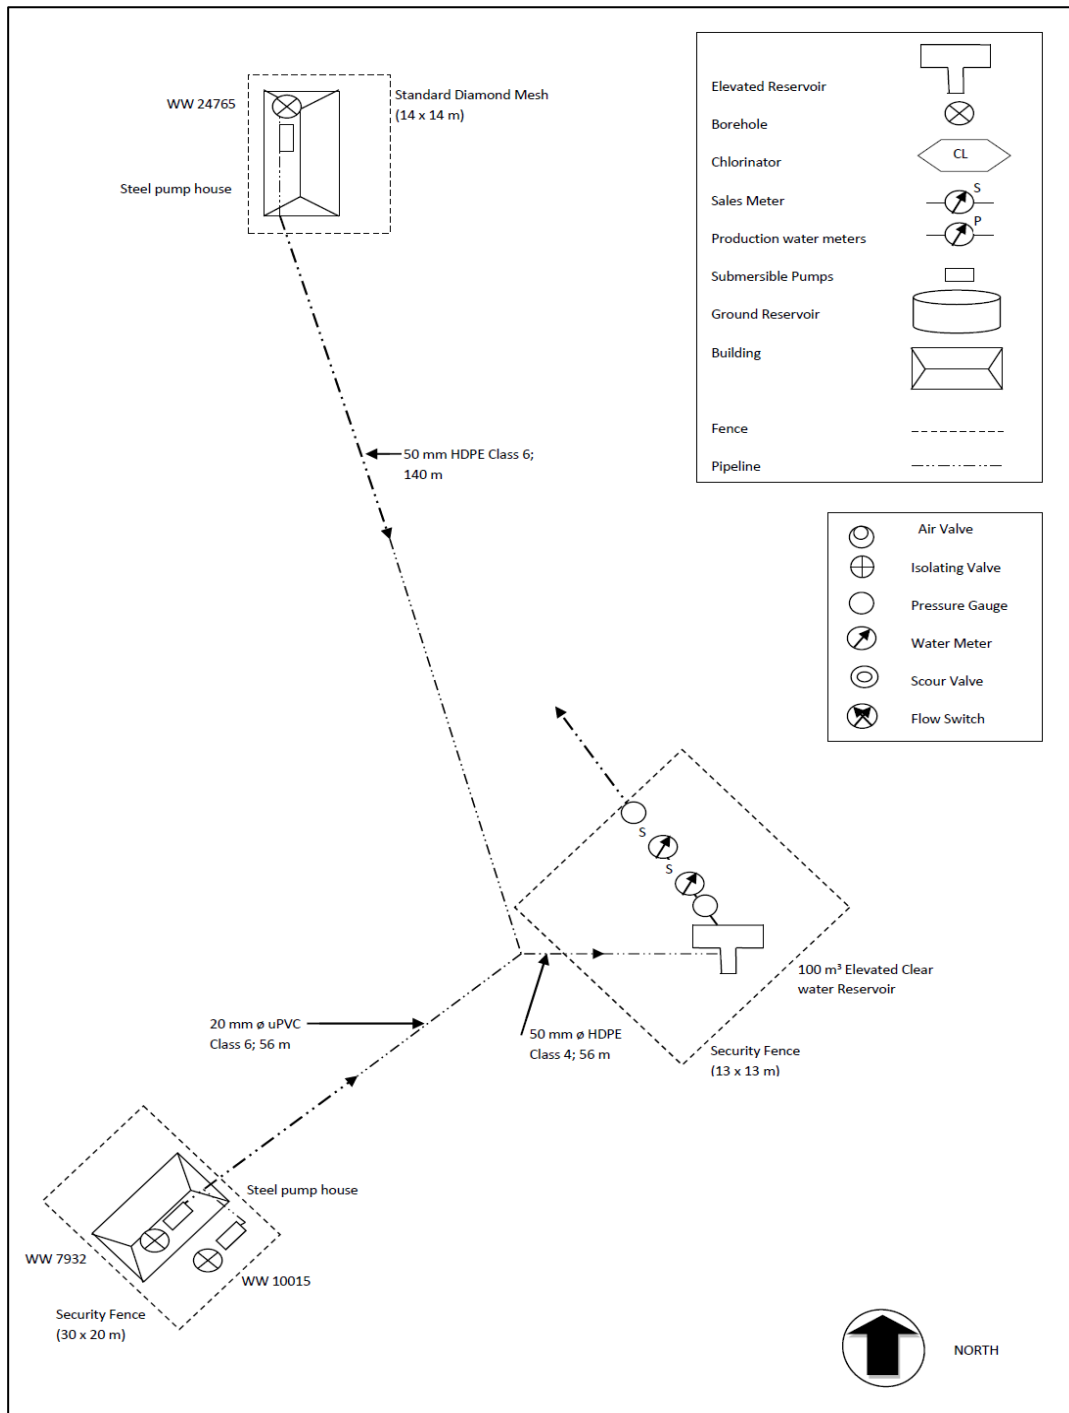 WW 24765
Standard Diamond Mesh
(14 x 14 m)
Steel pump house
50 mm HDPE Class 6;
140 m
Elevated Reservoir
Borehole
Chlorinator
CL
Sales Meter
S
Production water meters
P
Submersible Pumps
Ground Reservoir
Building
Fence
Pipeline
Air Valve
Isolating Valve
Pressure Gauge
Water Meter
Scour Valve
Flow Switch
S
S
100 m³ Elevated Clear
water Reservoir
20 mm ø uPVC
Class 6; 56 m
50 mm ø HDPE
Class 4; 56 m
Security Fence
(13 x 13 m)
Steel pump house
WW 7932
WW 10015
Security Fence
(30 x 20 m)
NORTH